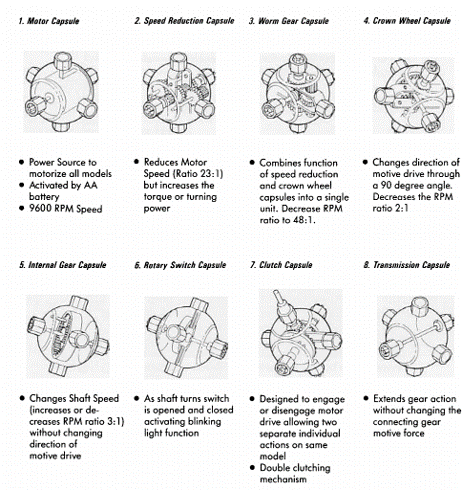 1. Motor Capsule
2. Speed Reduction Capsule
3. Worm Gear Capsule
4. Crown Wheel Capsule
• Power Source to
motorize all models
• Activated by AA
battery
• 9600 RPM Speed
• Reduces Motor
Speed (Ratio 23:1)
but increases the
torque or turning
power
• Combines function
of speed reduction
and crown wheel
capsules into a single
unit. Decrease RPM
ratio to 48:1.
• Changes direction of
motive drive through
a 90 degree angle.
Decreases the RPM
ratio 2:1
5. Internal Gear Capsule
6. Rotary Switch Capsule
7. Clutch Capsule
8. Transmission Capsule
• Changes Shaft Speed
(increases or de-
creases RPM ratio 3:1)
without changing
direction of
motive drive
• As shaft turns switch
is opened and closed
activating blinking
light function
• Designed to engage
or disengage motor
drive allowing two
separate individual
actions on same
model
• Double clutching
mechanism
• Extends gear action
without changing the
connecting gear
motive force